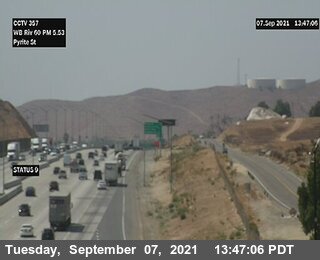 CCTV 357
WB Riv 60 PM 5.53
Pyrite St
07.Sep 2021 13:47:06
STATUS 9
Tuesday, September 07, 2021 13:47:06 PDT